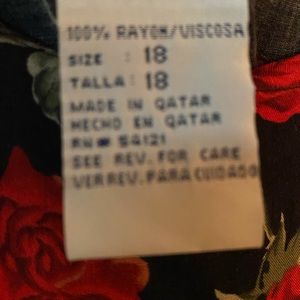 100% RAYON/VISCOSA
SIZE : 18
TALLA : 18
MADE IN QATAR
HECHO EN QATAR
RN# 54121
SEE REV. FOR CARE
VER REV. PARA CUIDADO